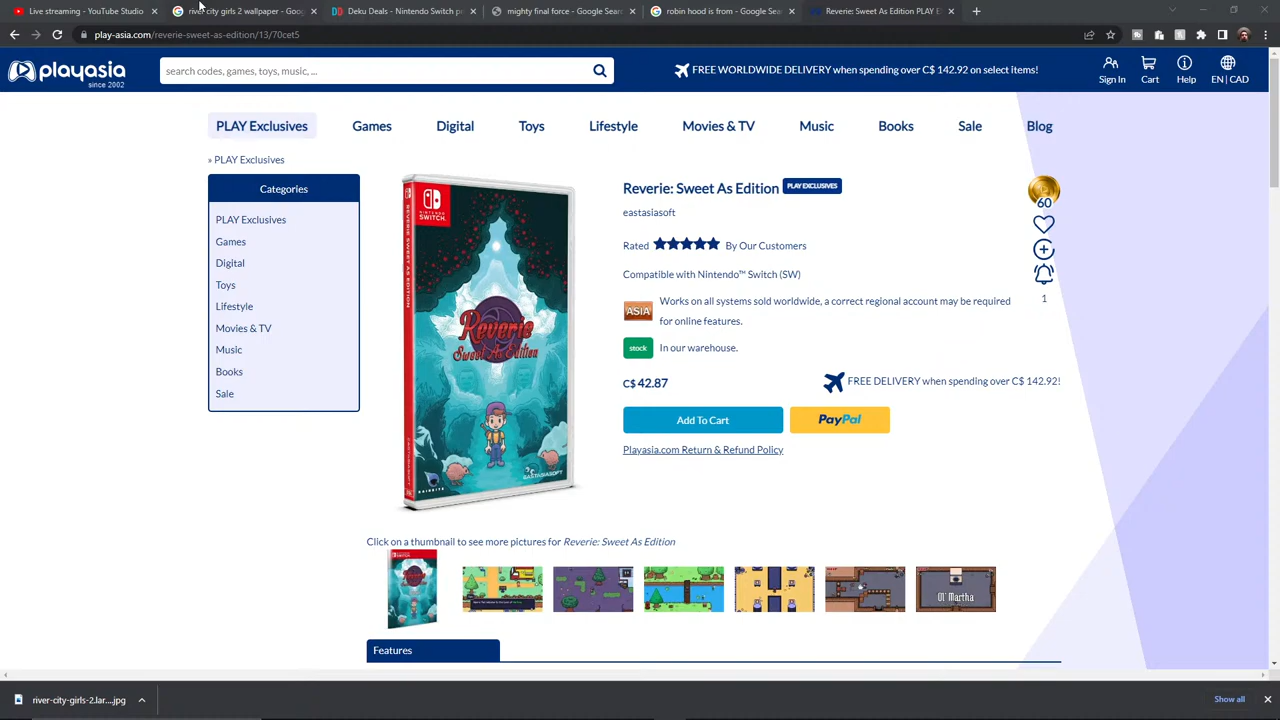 Live streaming - YouTube Studio
river city girls 2 wallpaper - Goog
Deku Deals - Nintendo Switch p
mighty final force - Google Sear
robin hood is from - Google Sea
Reverie: Sweet As Edition PLAY E
play-asia.com/reverie-sweet-as-edition/13/70cet5
playasia
since 2002
search codes, games, toys, music, ...
FREE WORLDWIDE DELIVERY when spending over C$ 142.92 on select items!
Sign In
Cart
Help
EN | CAD
PLAY Exclusives
Games
Digital
Toys
Lifestyle
Movies & TV
Music
Books
Sale
Blog
» PLAY Exclusives
Categories
PLAY Exclusives
Games
Digital
Toys
Lifestyle
Movies & TV
Music
Books
Sale
NINTENDO
SWITCH
REVERIE SWEET AS EDITION
Reverie
Sweet As Edition
EASTASIASOFT
RAINBITE
Reverie: Sweet As Edition PLAY EXCLUSIVES
eastasiasoft
Rated ★★★★★ By Our Customers
Compatible with Nintendo™ Switch (SW)
ASIA
Works on all systems sold worldwide, a correct regional account may be required
for online features.
stock
In our warehouse.
C$ 42.87
FREE DELIVERY when spending over C$ 142.92!
Add To Cart
PayPal
Playasia.com Return & Refund Policy
60
1
Click on a thumbnail to see more pictures for Reverie: Sweet As Edition
Ol' Martha
Features
river-city-girls-2.lar....jpg
Show all